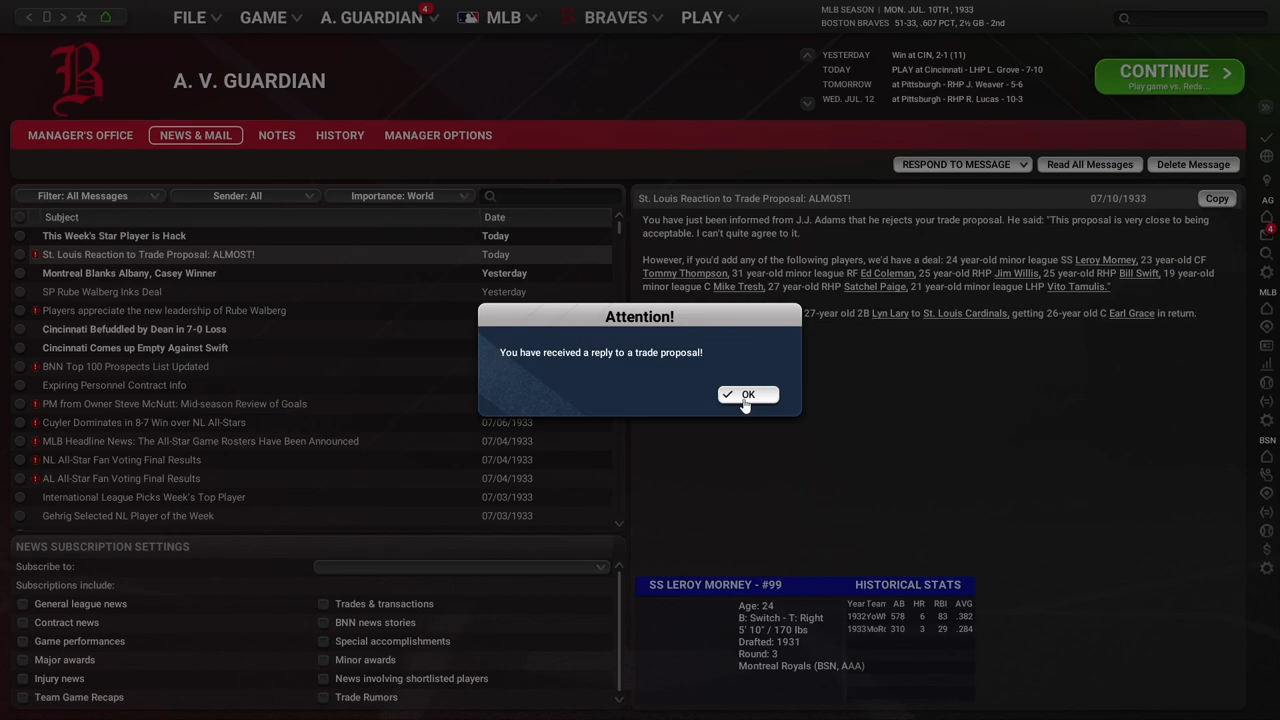 FILE
GAME
A. GUARDIAN
4
MLB
BRAVES
PLAY
MLB SEASON | MON. JUL. 10TH , 1933
BOSTON BRAVES 51-33, .607 PCT, 2½ GB - 2nd
A. V. GUARDIAN
YESTERDAY Win at CIN, 2-1 (11)
TODAY PLAY at Cincinnati - LHP L. Grove - 7-10
TOMORROW at Pittsburgh - RHP J. Weaver - 5-6
WED. JUL. 12 at Pittsburgh - RHP R. Lucas - 10-3
CONTINUE
Play game vs. Reds...
MANAGER'S OFFICE
NEWS & MAIL
NOTES
HISTORY
MANAGER OPTIONS
RESPOND TO MESSAGE
Read All Messages
Delete Message
Filter: All Messages
Sender: All
Importance: World
Subject Date
This Week's Star Player is Hack Today
St. Louis Reaction to Trade Proposal: ALMOST! Today
Montreal Blanks Albany, Casey Winner Yesterday
SP Rube Walberg Inks Deal Yesterday
Players appreciate the new leadership of Rube Walberg
Cincinnati Befuddled by Dean in 7-0 Loss
Cincinnati Comes up Empty Against Swift
BNN Top 100 Prospects List Updated
Expiring Personnel Contract Info
PM from Owner Steve McNutt: Mid-season Review of Goals
Cuyler Dominates in 8-7 Win over NL All-Stars 07/06/1933
MLB Headline News: The All-Star Game Rosters Have Been Announced 07/04/1933
NL All-Star Fan Voting Final Results 07/04/1933
AL All-Star Fan Voting Final Results 07/04/1933
International League Picks Week's Top Player 07/03/1933
Gehrig Selected NL Player of the Week 07/03/1933
St. Louis Reaction to Trade Proposal: ALMOST! 07/10/1933
Copy
You have just been informed from J.J. Adams that he rejects your trade proposal. He said: "This proposal is very close to being
acceptable. I can't quite agree to it.
However, if you'd add any of the following players, we'd have a deal: 24 year-old minor league SS Leroy Morney, 23 year-old CF
Tommy Thompson, 31 year-old minor league RF Ed Coleman, 25 year-old RHP Jim Willis, 25 year-old RHP Bill Swift, 19 year-old
minor league C Mike Tresh, 27 year-old RHP Satchel Paige, 21 year-old minor league LHP Vito Tamulis."
27-year-old 2B Lyn Lary to St. Louis Cardinals, getting 26-year-old C Earl Grace in return.
Attention!
You have received a reply to a trade proposal!
OK
NEWS SUBSCRIPTION SETTINGS
Subscribe to:
Subscriptions include:
General league news Trades & transactions
Contract news BNN news stories
Game performances Special accomplishments
Major awards Minor awards
Injury news News involving shortlisted players
Team Game Recaps Trade Rumors
SS LEROY MORNEY - #99
Age: 24
B: Switch - T: Right
5' 10" / 170 lbs
Drafted: 1931
Round: 3
Montreal Royals (BSN, AAA)
HISTORICAL STATS
Year Team AB HR RBI AVG
1932 578 6 83 .382
1933 310 3 29 .284
AG
4
MLB
BSN